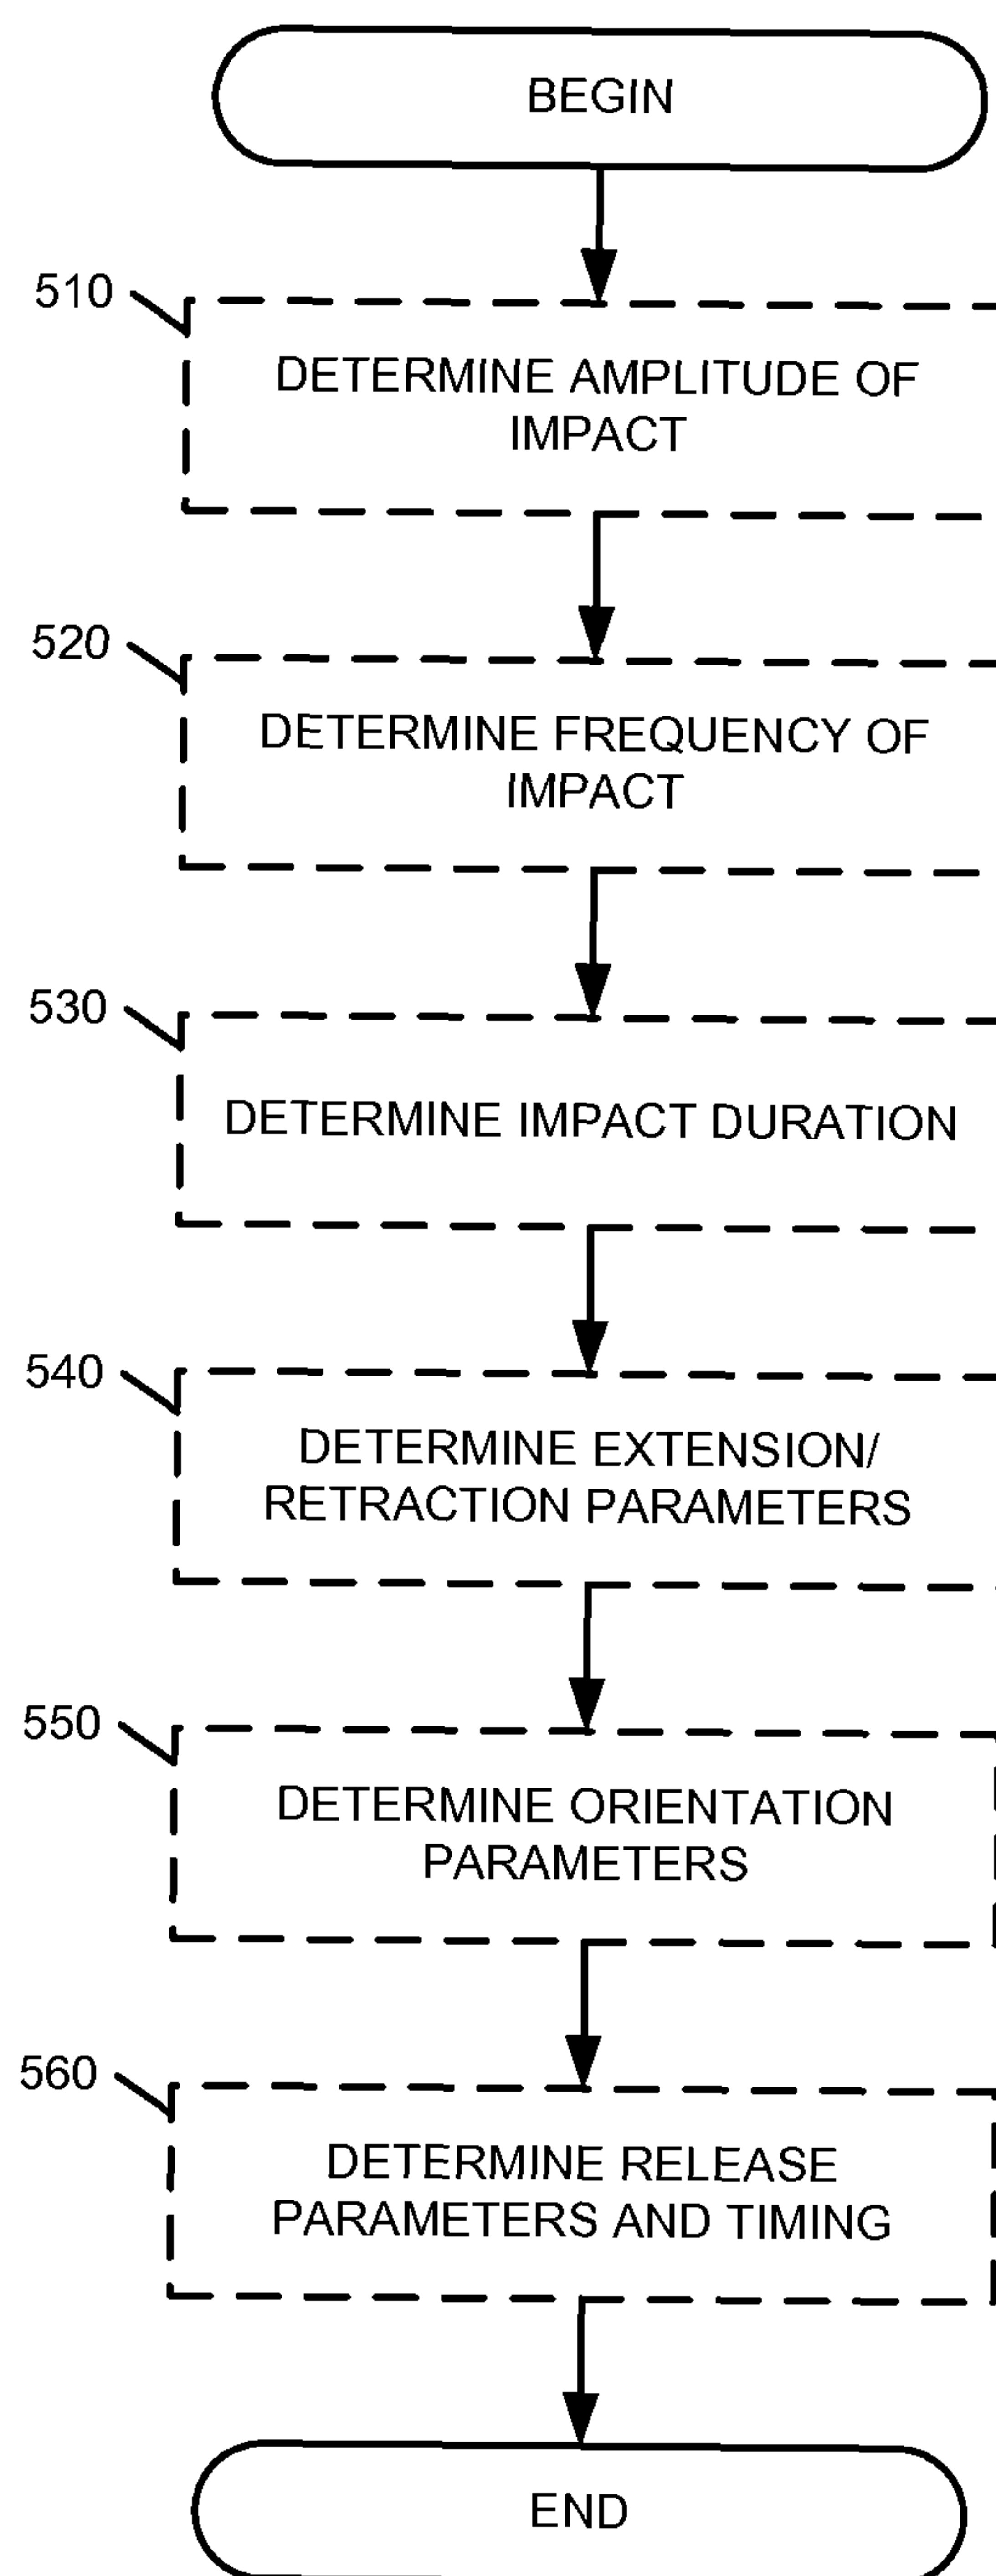 BEGIN
510
DETERMINE AMPLITUDE OF
IMPACT
520
DETERMINE FREQUENCY OF
IMPACT
530
DETERMINE IMPACT DURATION
540
DETERMINE EXTENSION/
RETRACTION PARAMETERS
550
DETERMINE ORIENTATION
PARAMETERS
560
DETERMINE RELEASE
PARAMETERS AND TIMING
END